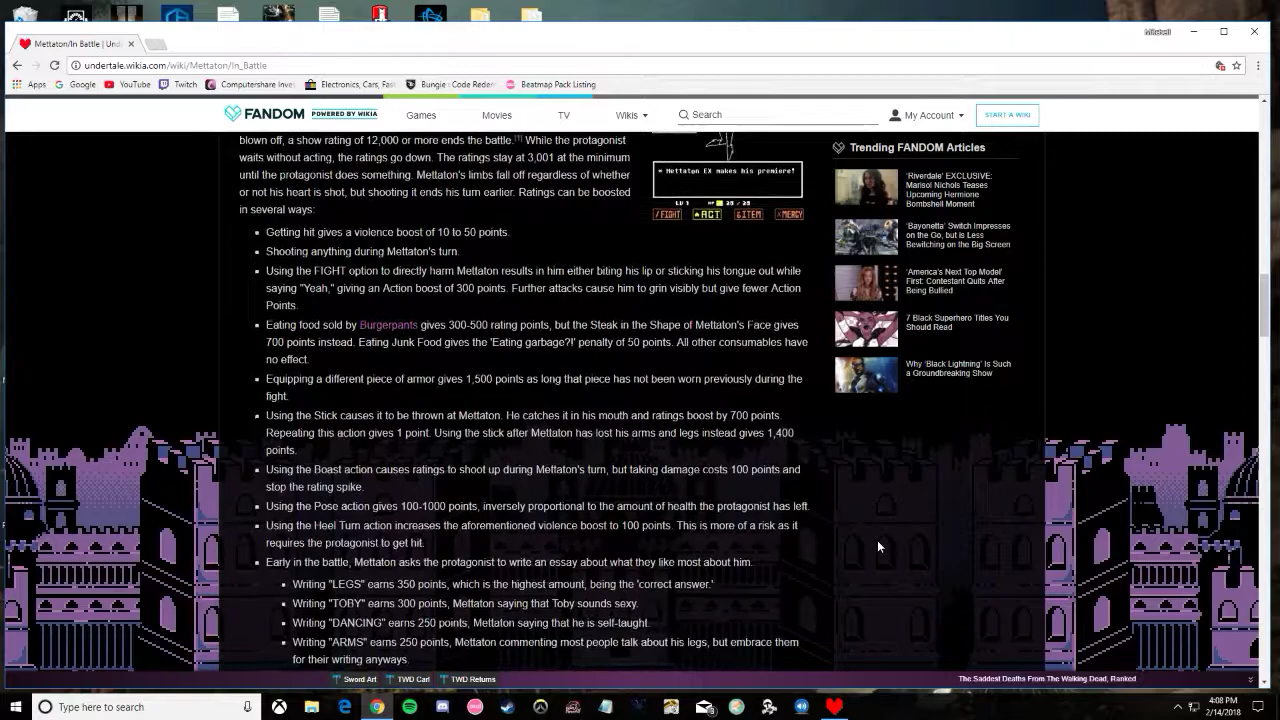 Mitchell
Mettaton/In Battle | Und
undertale.wikia.com/wiki/Mettaton/In_Battle
Apps Google YouTube Twitch Computershare Inves Electronics, Cars, Fas Bungie: Code Redem Beatmap Pack Listing
FANDOM POWERED BY WIKIA Games Movies TV Wikis Search My Account START A WIKI
blown off, a show rating of 12,000 or more ends the battle.[1] While the protagonist
waits without acting, the ratings go down. The ratings stay at 3,001 at the minimum
until the protagonist does something. Mettaton's limbs fall off regardless of whether
or not his heart is shot, but shooting it ends his turn earlier. Ratings can be boosted
in several ways:
* Mettaton EX makes his premiere!
LV 1 HP 25 / 25
FIGHT ACT ITEM MERCY
Getting hit gives a violence boost of 10 to 50 points.
Shooting anything during Mettaton's turn.
Using the FIGHT option to directly harm Mettaton results in him either biting his lip or sticking his tongue out while
saying "Yeah," giving an Action boost of 300 points. Further attacks cause him to grin visibly but give fewer Action
Points.
Eating food sold by Burgerpants gives 300-500 rating points, but the Steak in the Shape of Mettaton's Face gives
700 points instead. Eating Junk Food gives the 'Eating garbage?!' penalty of 50 points. All other consumables have
no effect.
Equipping a different piece of armor gives 1,500 points as long that piece has not been worn previously during the
fight.
Using the Stick causes it to be thrown at Mettaton. He catches it in his mouth and ratings boost by 700 points.
Repeating this action gives 1 point. Using the stick after Mettaton has lost his arms and legs instead gives 1,400
points.
Using the Boast action causes ratings to shoot up during Mettaton's turn, but taking damage costs 100 points and
stop the rating spike.
Using the Pose action gives 100-1000 points, inversely proportional to the amount of health the protagonist has left.
Using the Heel Turn action increases the aforementioned violence boost to 100 points. This is more of a risk as it
requires the protagonist to get hit.
Early in the battle, Mettaton asks the protagonist to write an essay about what they like most about him.
Writing "LEGS" earns 350 points, which is the highest amount, being the 'correct answer.'
Writing "TOBY" earns 300 points, Mettaton saying that Toby sounds sexy.
Writing "DANCING" earns 250 points, Mettaton saying that he is self-taught.
Writing "ARMS" earns 250 points, Mettaton commenting most people talk about his legs, but embrace them
for their writing anyways.
Trending FANDOM Articles
'Riverdale' EXCLUSIVE:
Marisol Nichols Teases
Upcoming Hermione
Bombshell Moment
'Bayonetta' Switch Impresses
on the Go, but is Less
Bewitching on the Big Screen
'America's Next Top Model'
First: Contestant Quits After
Being Bullied
7 Black Superhero Titles You
Should Read
Why 'Black Lightning' Is Such
a Groundbreaking Show
Sword Art TWD Carl TWD Returns The Saddest Deaths From The Walking Dead, Ranked
Type here to search
4:08 PM
2/14/2018